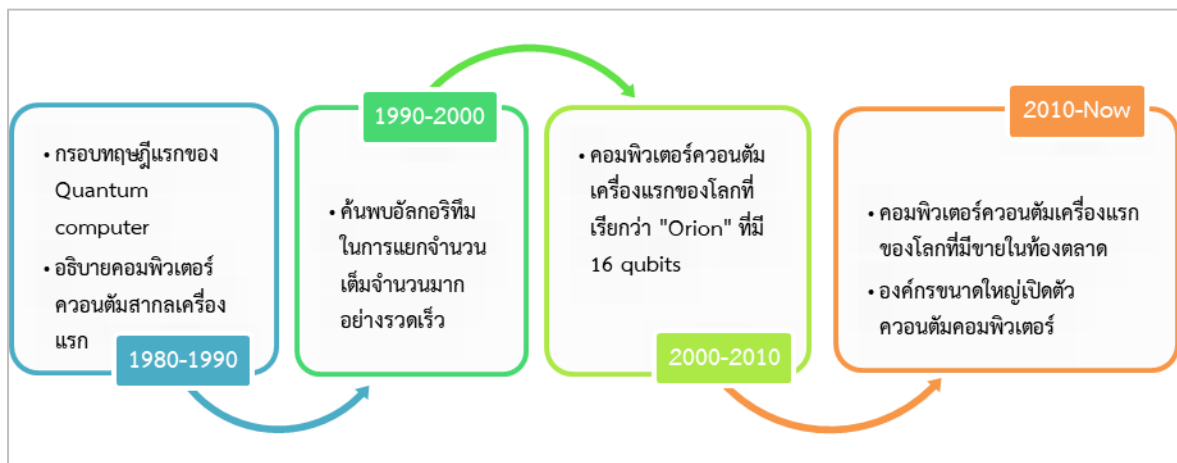 • กรอบทฤษฎีแรกของ
Quantum
computer
• อธิบายคอมพิวเตอร์
ควอนตัมสากลเครื่อง
แรก
1980-1990
1990-2000
• ค้นพบอัลกอริทึม
ในการแยกจำนวน
เต็มจำนวนมาก
อย่างรวดเร็ว
• คอมพิวเตอร์ควอนตัม
เครื่องแรกของโลกที่
เรียกว่า "Orion" ที่มี
16 qubits
2000-2010
2010-Now
• คอมพิวเตอร์ควอนตัมเครื่องแรก
ของโลกที่มีขายในท้องตลาด
• องค์กรขนาดใหญ่เปิดตัว
ควอนตัมคอมพิวเตอร์